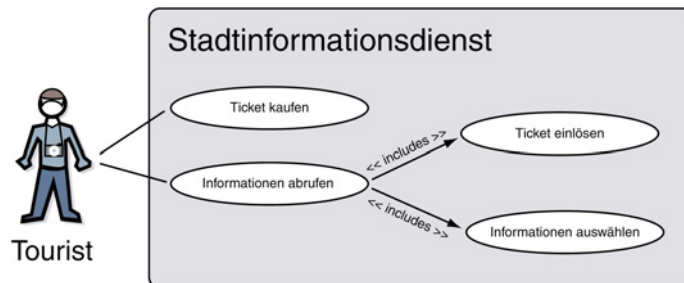 Stadtinformationsdienst
Ticket kaufen
<< includes >>
Ticket einlösen
Informationen abrufen
<< includes >>
Informationen auswählen
Tourist